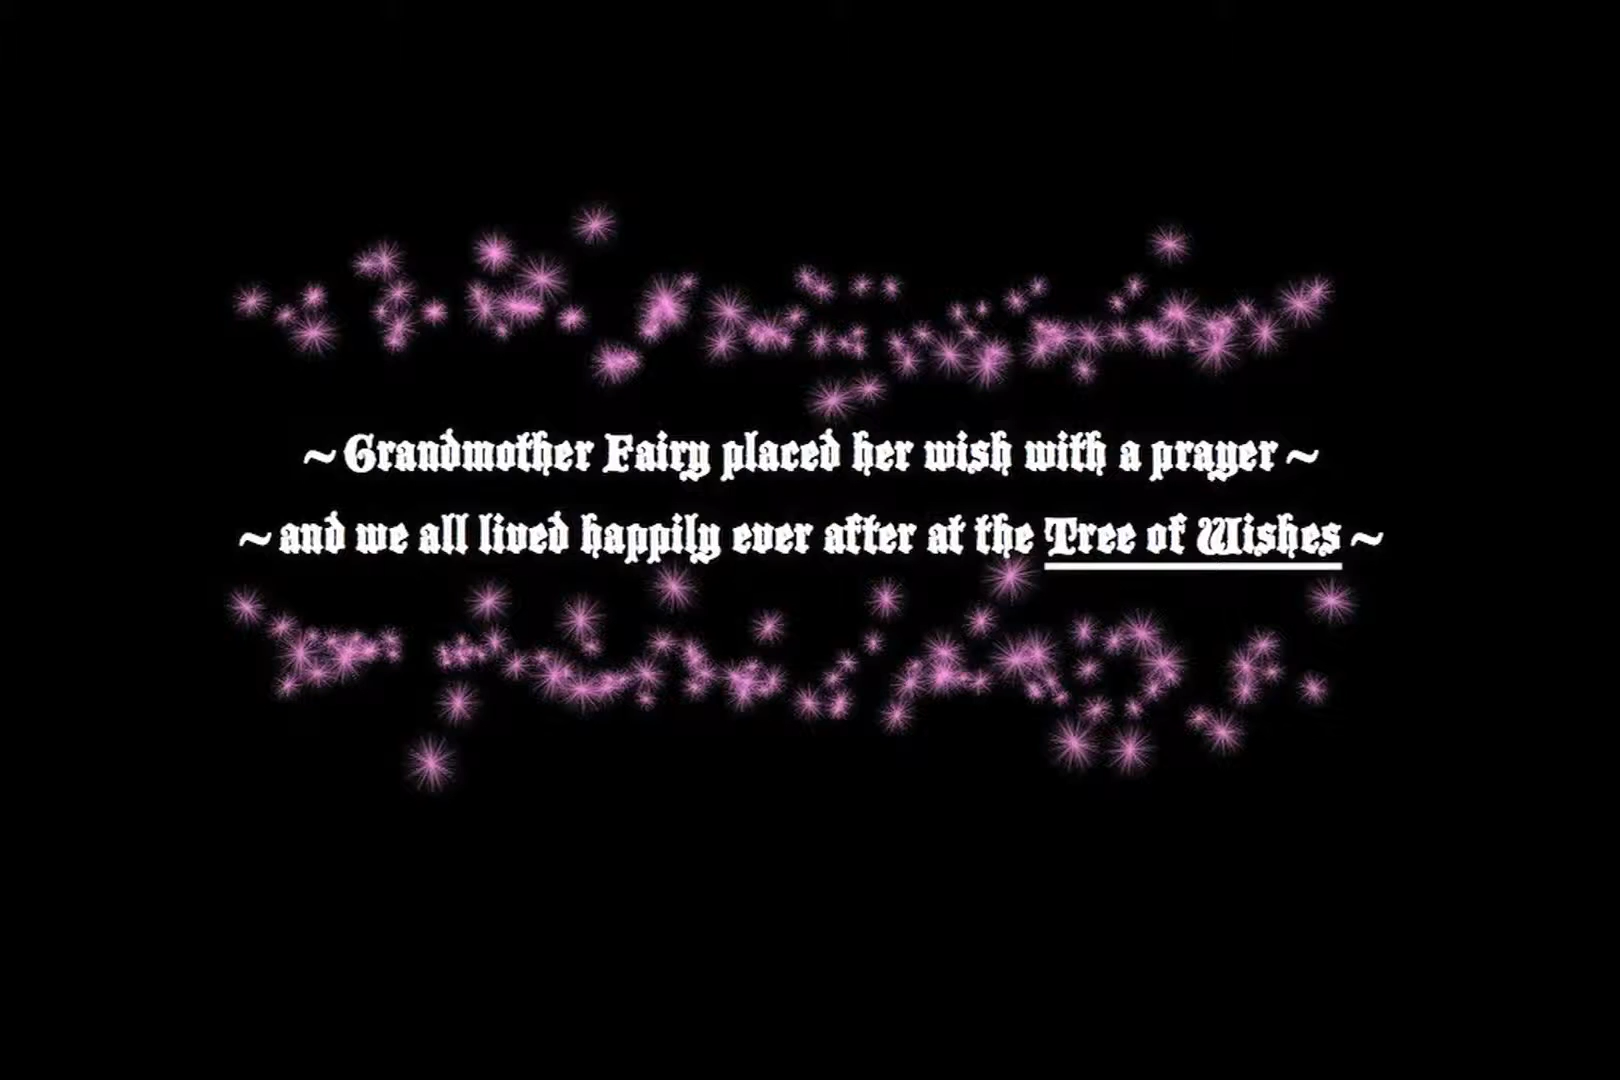 ~ Grandmother Fairy placed her wish with a prayer ~
~ and we all lived happily ever after at the Tree of Wishes ~